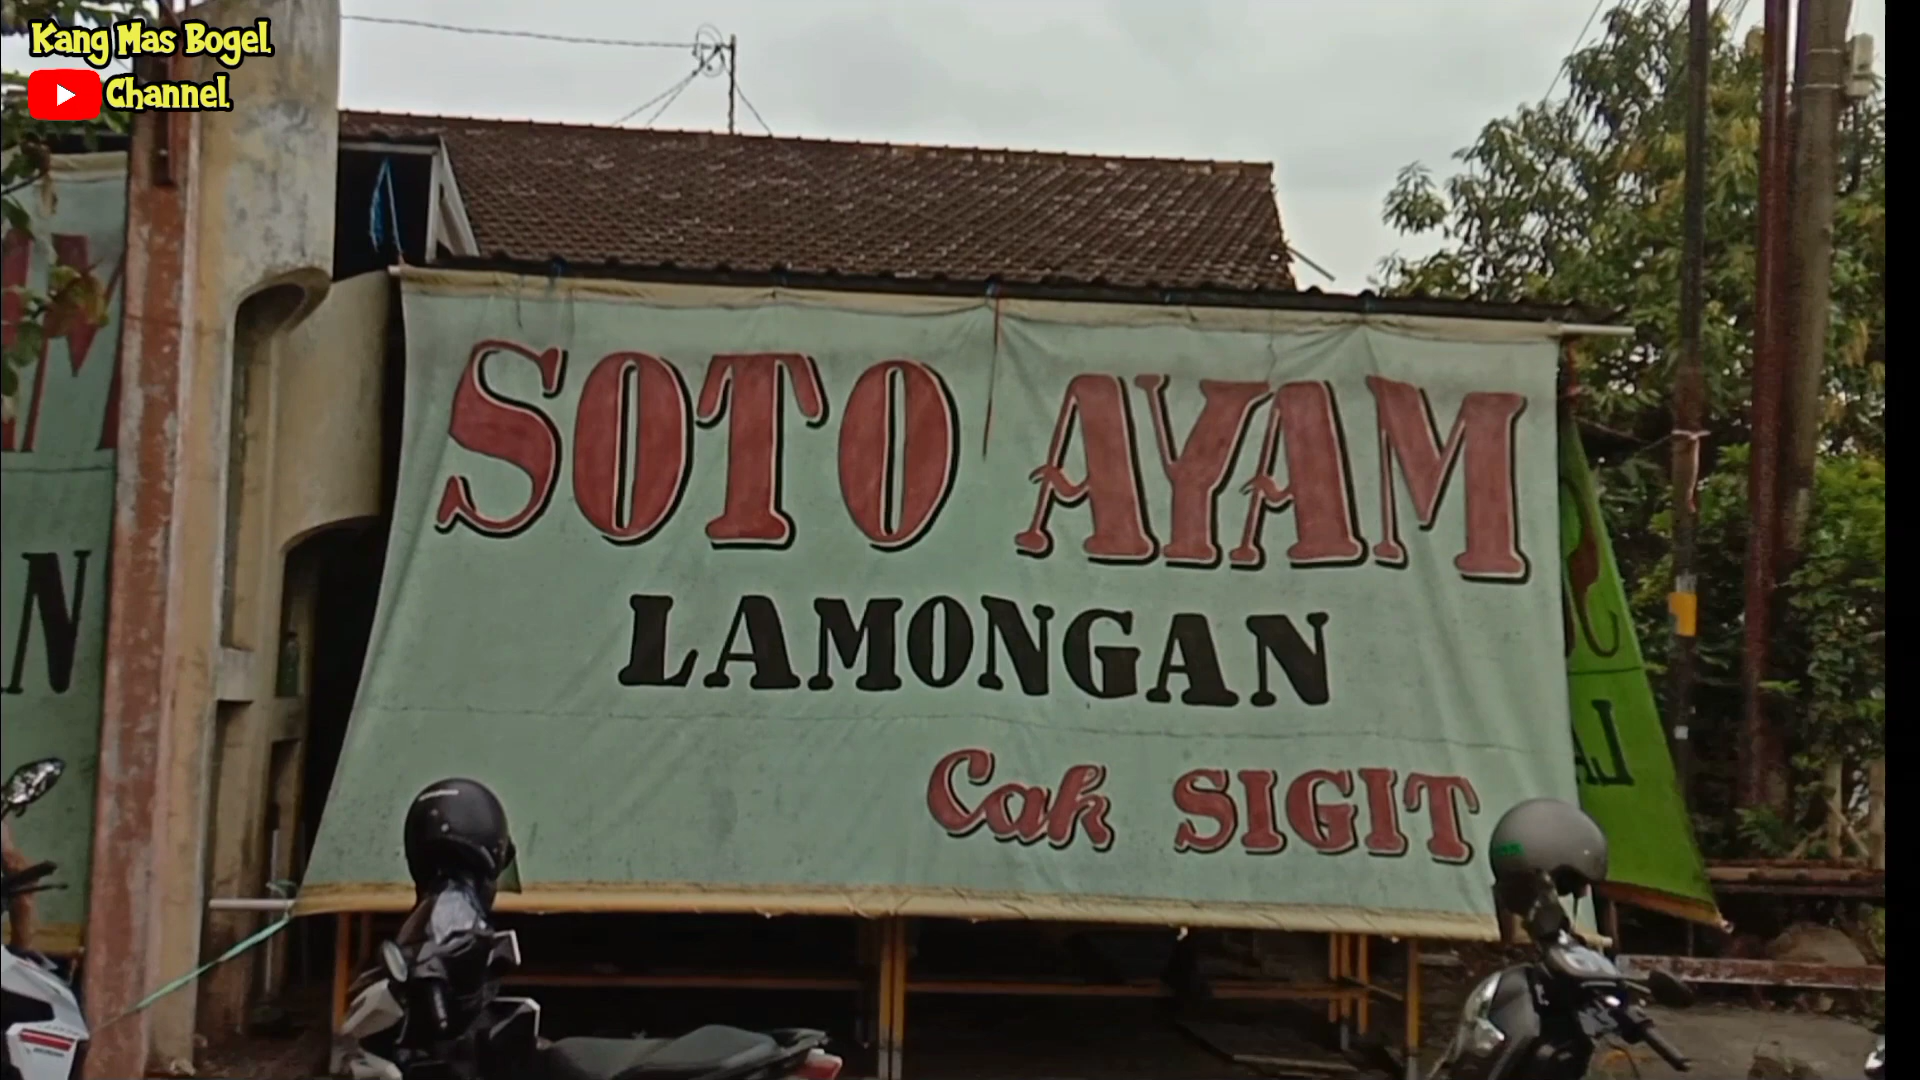 Kang Mas Bogel
Channel
SOTO AYAM
LAMONGAN
Cak SIGIT